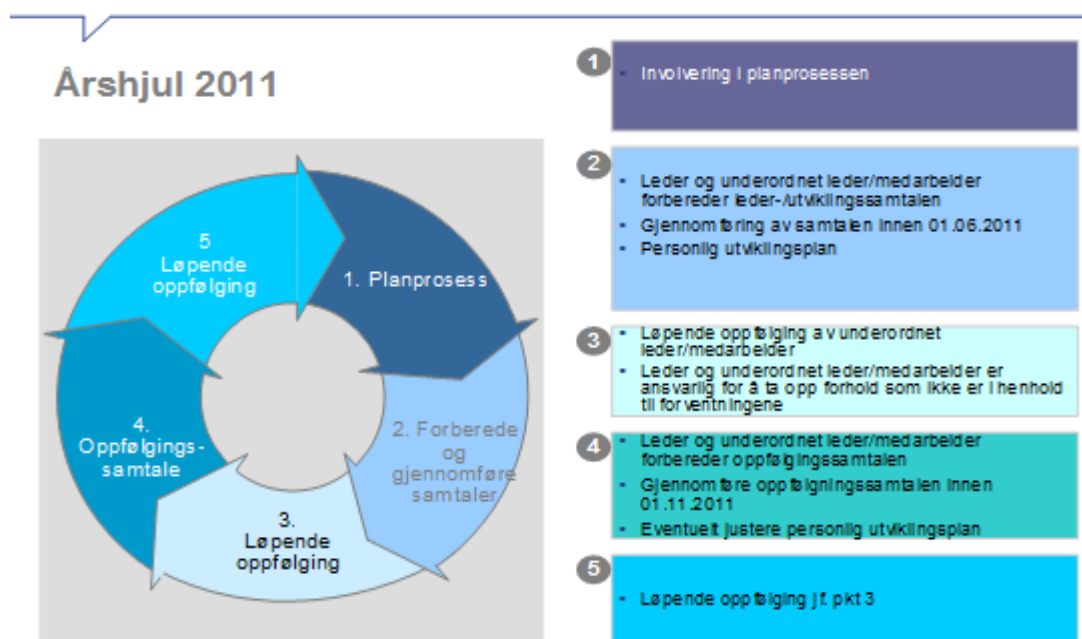 Årshjul 2011
5
Løpende
oppfølging
1. Planprosess
4.
Oppfølgings-
samtale
2. Forberede
og
gjennomføre
samtaler
3.
Løpende
oppfølging
1
Involvering i planprosessen
2
Leder og underordnet leder/medarbeider
forbereder leder-/utviklingssamtalen
Gjennomføring av samtalen innen 01.06.2011
Personlig utviklingsplan
3
Løpende oppfølging av underordnet
leder/medarbeider
Leder og underordnet leder/medarbeider er
ansvarlig for å ta opp forhold som ikke er i henhold
til forventningene
4
Leder og underordnet leder/medarbeider
forbereder oppfølgingssamtalen
Gjennomføre oppfølgningssamtalen innen
01.11.2011
Eventuelt justere personlig utviklingsplan
5
Løpende oppfølging jf. pkt 3